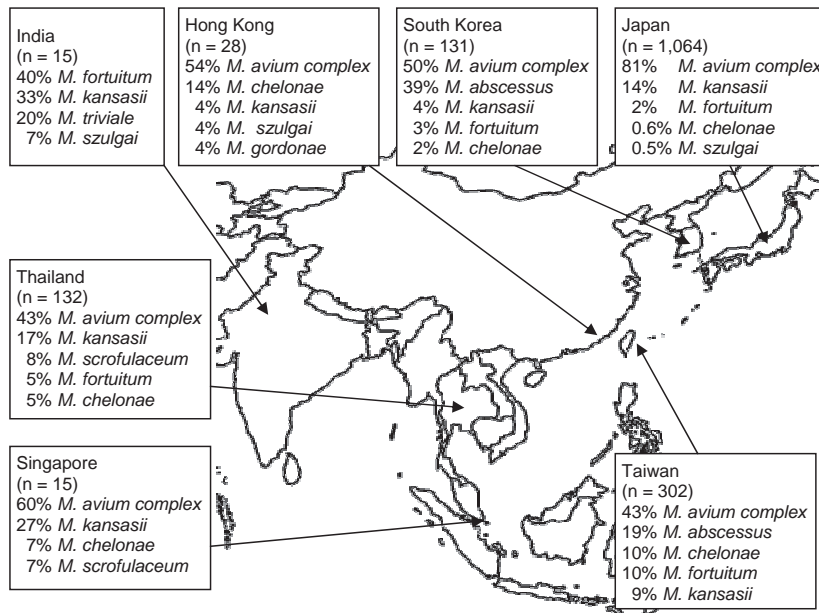 India
(n = 15)
40% M. fortuitum
33% M. kansasii
20% M. triviale
7% M. szulgai
Hong Kong
(n = 28)
54% M. avium complex
14% M. chelonae
4% M. kansasii
4% M. szulgai
4% M. gordonae
South Korea
(n = 131)
50% M. avium complex
39% M. abscessus
4% M. kansasii
3% M. fortuitum
2% M. chelonae
Japan
(n = 1,064)
81% M. avium complex
14% M. kansasii
2% M. fortuitum
0.6% M. chelonae
0.5% M. szulgai
Thailand
(n = 132)
43% M. avium complex
17% M. kansasii
8% M. scrofulaceum
5% M. fortuitum
5% M. chelonae
Singapore
(n = 15)
60% M. avium complex
27% M. kansasii
7% M. chelonae
7% M. scrofulaceum
Taiwan
(n = 302)
43% M. avium complex
19% M. abscessus
10% M. chelonae
10% M. fortuitum
9% M. kansasii